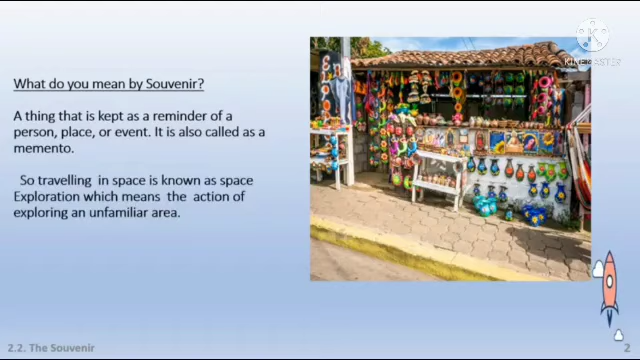 What do you mean by Souvenir?
A thing that is kept as a reminder of a
person, place, or event. It is also called as a
memento.
So travelling in space is known as space
Exploration which means the action of
exploring an unfamiliar area.
KINEMASTER
2.2. The Souvenir
2